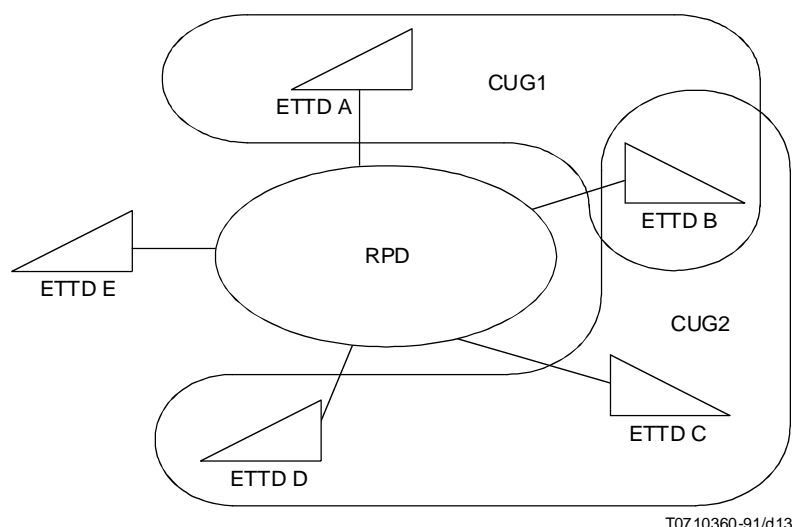 CUG1
ETTD A
ETTD B
RPD
ETTD E
CUG2
ETTD C
ETTD D
T0710360-91/d13